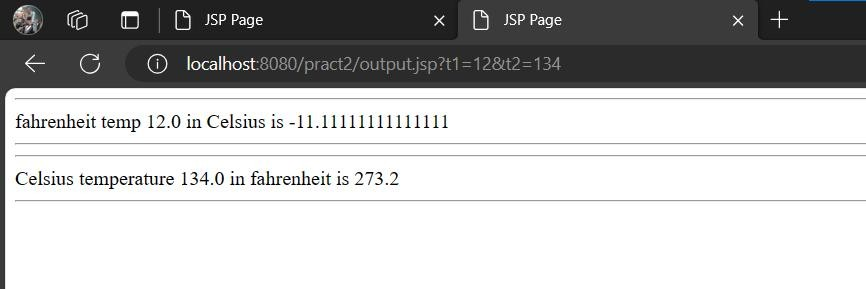 JSP Page
JSP Page
localhost:8080/pract2/output.jsp?t1=12&t2=134
fahrenheit temp 12.0 in Celsius is -11.11111111111111
Celsius temperature 134.0 in fahrenheit is 273.2